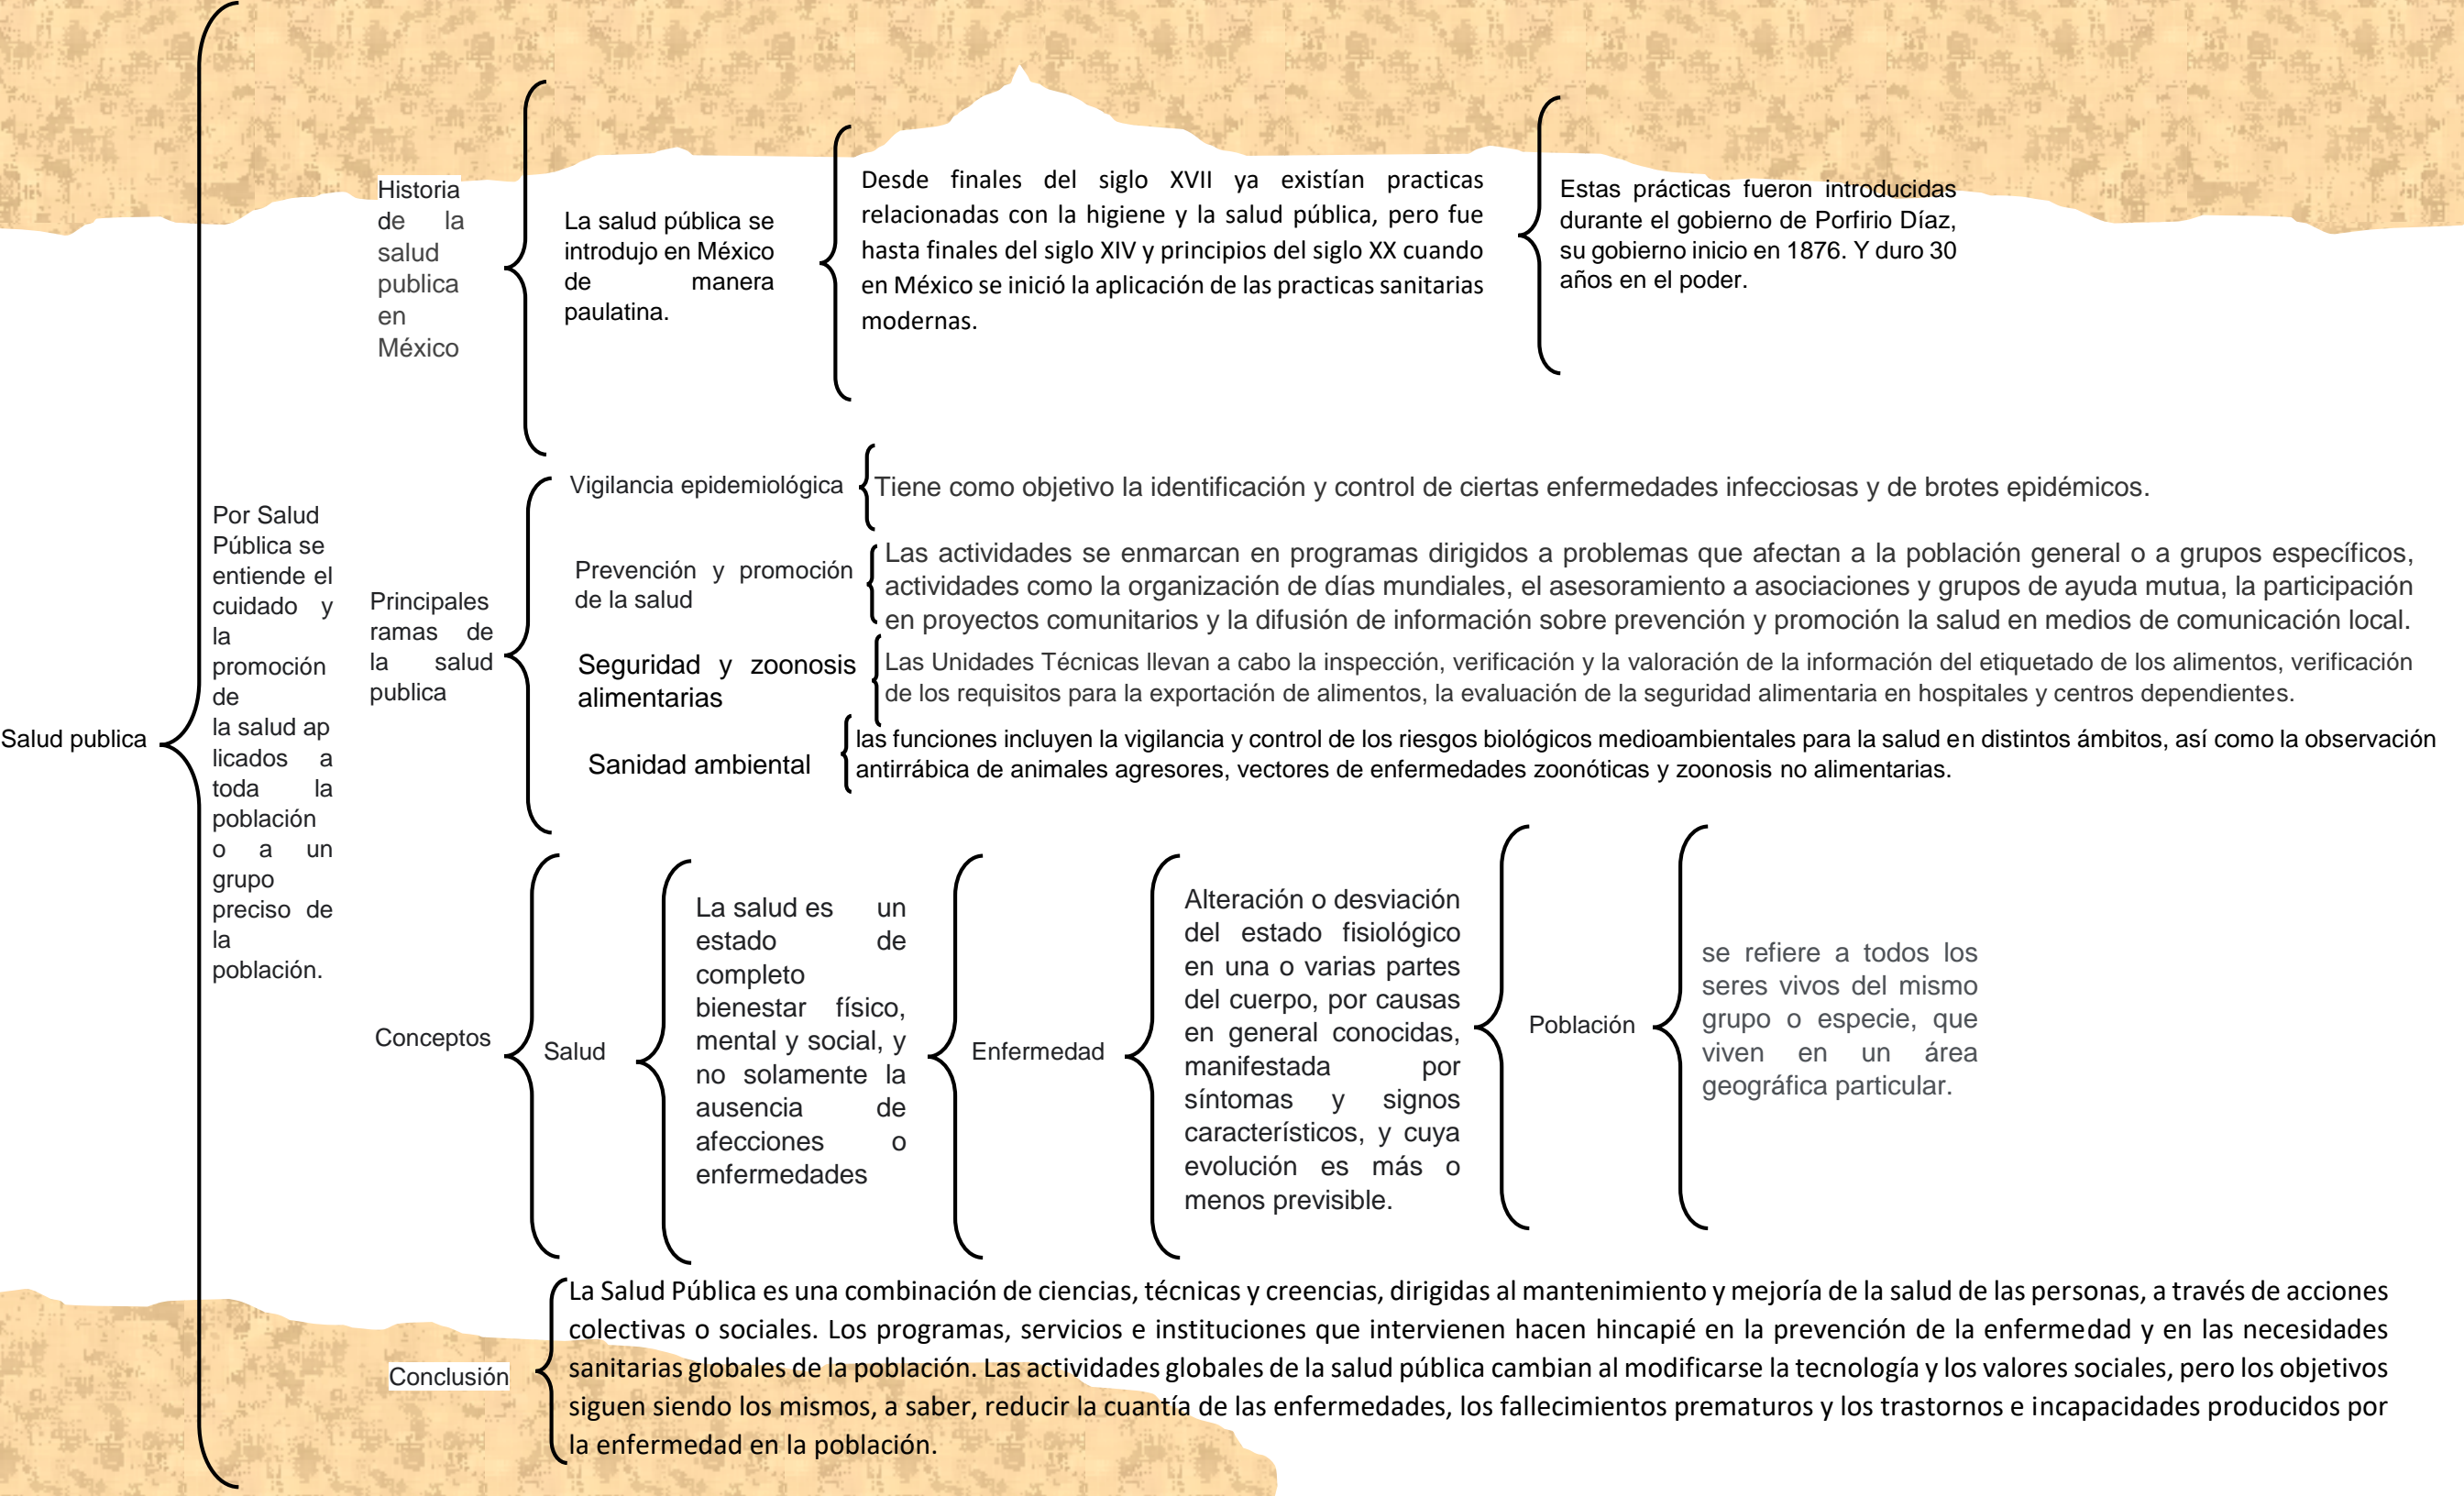 Salud publica
Por Salud
Pública se
entiende el
cuidado y
la
promoción
de
la salud ap
licados a
toda la
población
o a un
grupo
preciso de
la
población.
Historia
de la
salud
publica
en
México
La salud pública se
introdujo en México
de manera
paulatina.
Desde finales del siglo XVII ya existían practicas
relacionadas con la higiene y la salud pública, pero fue
hasta finales del siglo XIV y principios del siglo XX cuando
en México se inició la aplicación de las practicas sanitarias
modernas.
Estas prácticas fueron introducidas
durante el gobierno de Porfirio Díaz,
su gobierno inicio en 1876. Y duro 30
años en el poder.
Principales
ramas de
la salud
publica
Vigilancia epidemiológica
Tiene como objetivo la identificación y control de ciertas enfermedades infecciosas y de brotes epidémicos.
Prevención y promoción
de la salud
Las actividades se enmarcan en programas dirigidos a problemas que afectan a la población general o a grupos específicos,
actividades como la organización de días mundiales, el asesoramiento a asociaciones y grupos de ayuda mutua, la participación
en proyectos comunitarios y la difusión de información sobre prevención y promoción la salud en medios de comunicación local.
Seguridad y zoonosis
alimentarias
Las Unidades Técnicas llevan a cabo la inspección, verificación y la valoración de la información del etiquetado de los alimentos, verificación
de los requisitos para la exportación de alimentos, la evaluación de la seguridad alimentaria en hospitales y centros dependientes.
Sanidad ambiental
las funciones incluyen la vigilancia y control de los riesgos biológicos medioambientales para la salud en distintos ámbitos, así como la observación
antirrábica de animales agresores, vectores de enfermedades zoonóticas y zoonosis no alimentarias.
Conceptos
Salud
La salud es un
estado de
completo
bienestar físico,
mental y social, y
no solamente la
ausencia de
afecciones o
enfermedades
Enfermedad
Alteración o desviación
del estado fisiológico
en una o varias partes
del cuerpo, por causas
en general conocidas,
manifestada por
síntomas y signos
característicos, y cuya
evolución es más o
menos previsible.
Población
se refiere a todos los
seres vivos del mismo
grupo o especie, que
viven en un área
geográfica particular.
Conclusión
La Salud Pública es una combinación de ciencias, técnicas y creencias, dirigidas al mantenimiento y mejoría de la salud de las personas, a través de acciones
colectivas o sociales. Los programas, servicios e instituciones que intervienen hacen hincapié en la prevención de la enfermedad y en las necesidades
sanitarias globales de la población. Las actividades globales de la salud pública cambian al modificarse la tecnología y los valores sociales, pero los objetivos
siguen siendo los mismos, a saber, reducir la cuantía de las enfermedades, los fallecimientos prematuros y los trastornos e incapacidades producidos por
la enfermedad en la población.